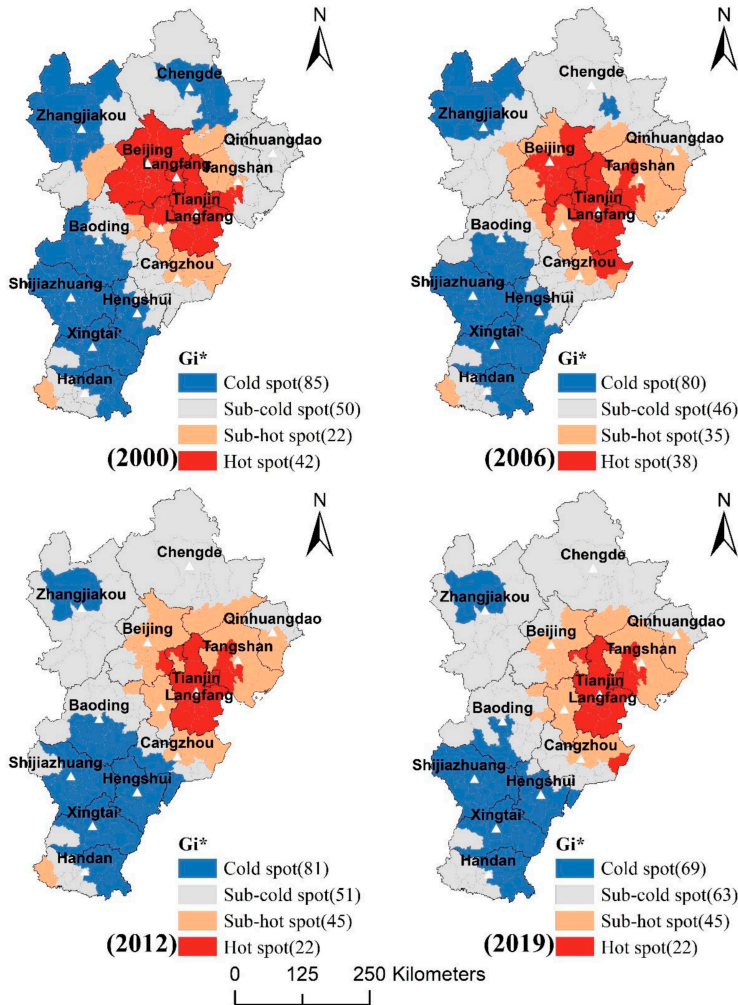 N
Chengde
Zhangjiakou
Qinhuangdao
Beijing
Langfang
Tangshan
Tianjin
Langfang
Baoding
Cangzhou
Shijiazhuang
Hengshui
Xingtai
Handan
Gi*
Cold spot(85)
Sub-cold spot(50)
Sub-hot spot(22)
Hot spot(42)
(2000)
N
Chengde
Zhangjiakou
Qinhuangdao
Beijing
Tangshan
Tianjin
Langfang
Baoding
Cangzhou
Shijiazhuang
Hengshui
Xingtai
Handan
Gi*
Cold spot(80)
Sub-cold spot(46)
Sub-hot spot(35)
Hot spot(38)
(2006)
N
Chengde
Zhangjiakou
Qinhuangdao
Beijing
Tangshan
Tianjin
Langfang
Baoding
Cangzhou
Shijiazhuang
Hengshui
Xingtai
Handan
Gi*
Cold spot(81)
Sub-cold spot(51)
Sub-hot spot(45)
Hot spot(22)
(2012)
N
Chengde
Zhangjiakou
Qinhuangdao
Beijing
Tangshan
Tianjin
Langfang
Baoding
Cangzhou
Shijiazhuang
Hengshui
Xingtai
Handan
Gi*
Cold spot(69)
Sub-cold spot(63)
Sub-hot spot(45)
Hot spot(22)
(2019)
0 125 250 Kilometers